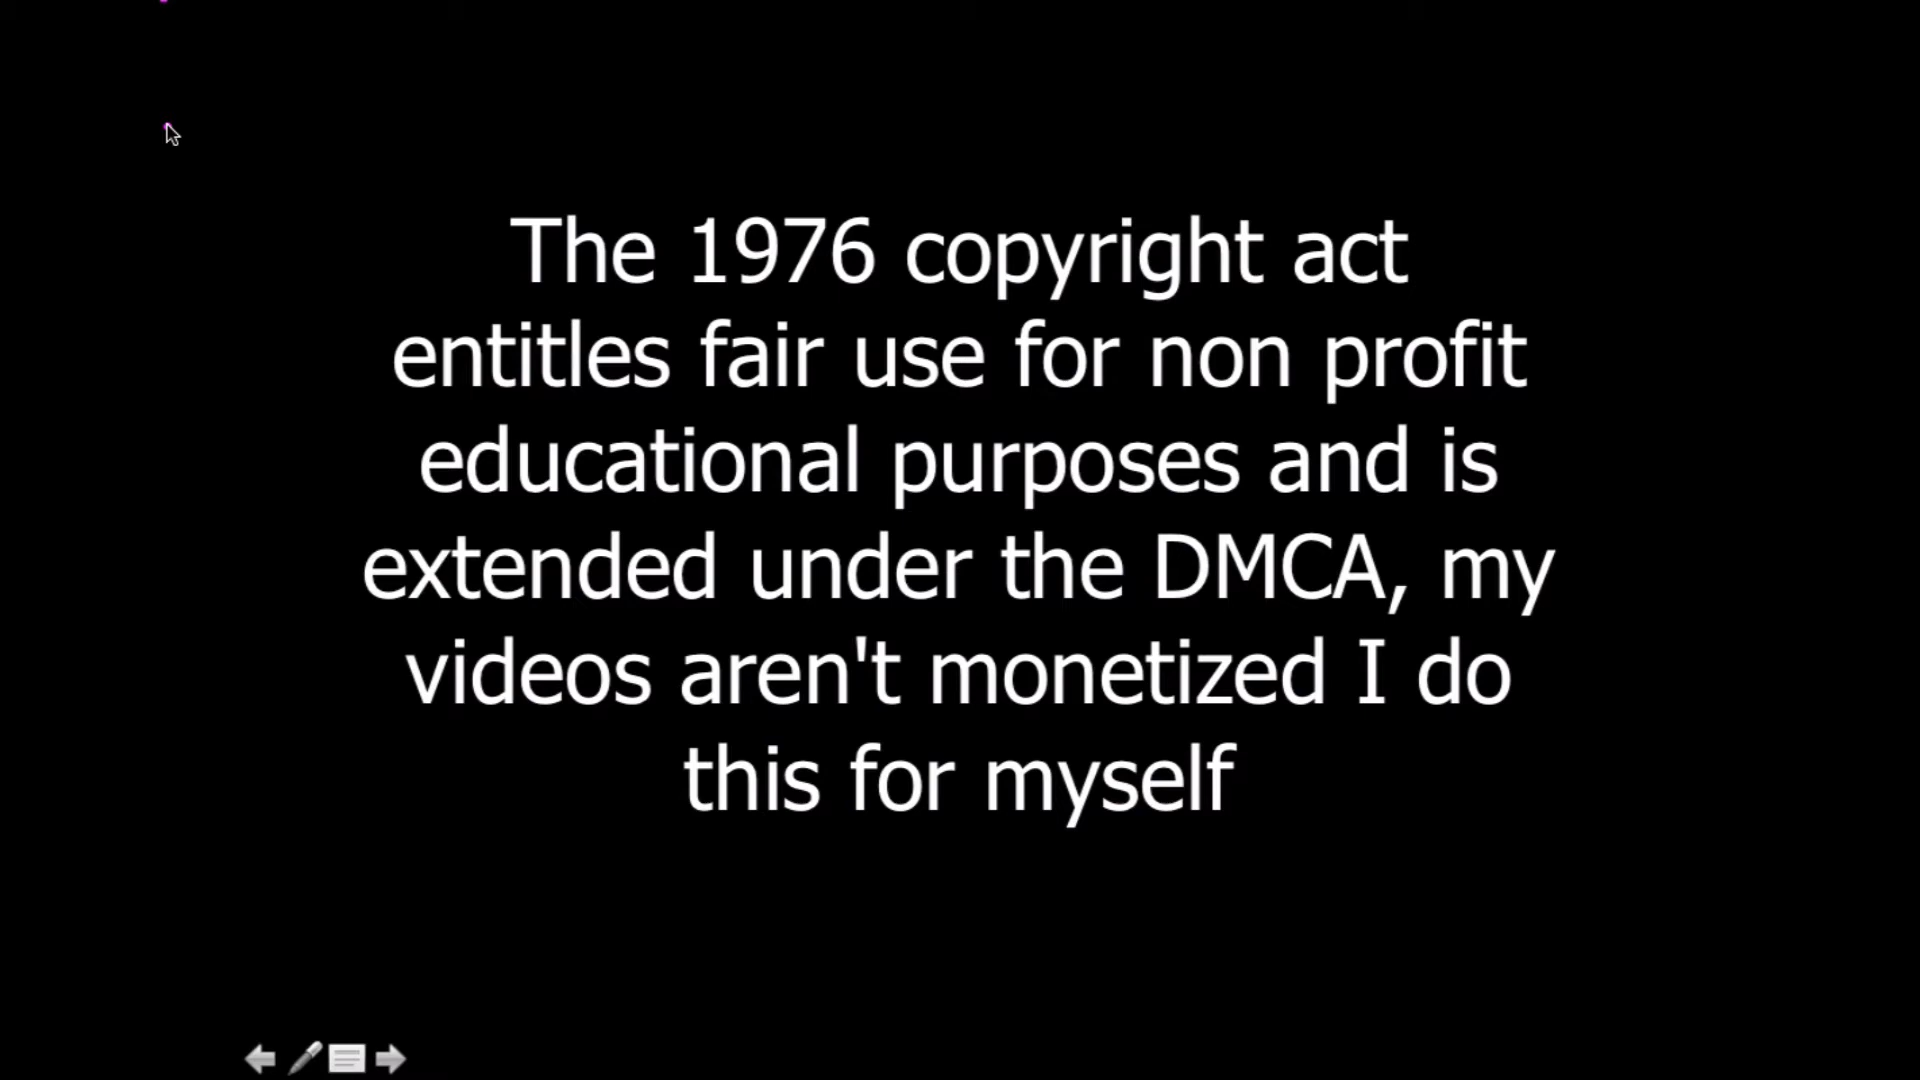 The 1976 copyright act
entitles fair use for non profit
educational purposes and is
extended under the DMCA, my
videos aren't monetized I do
this for myself